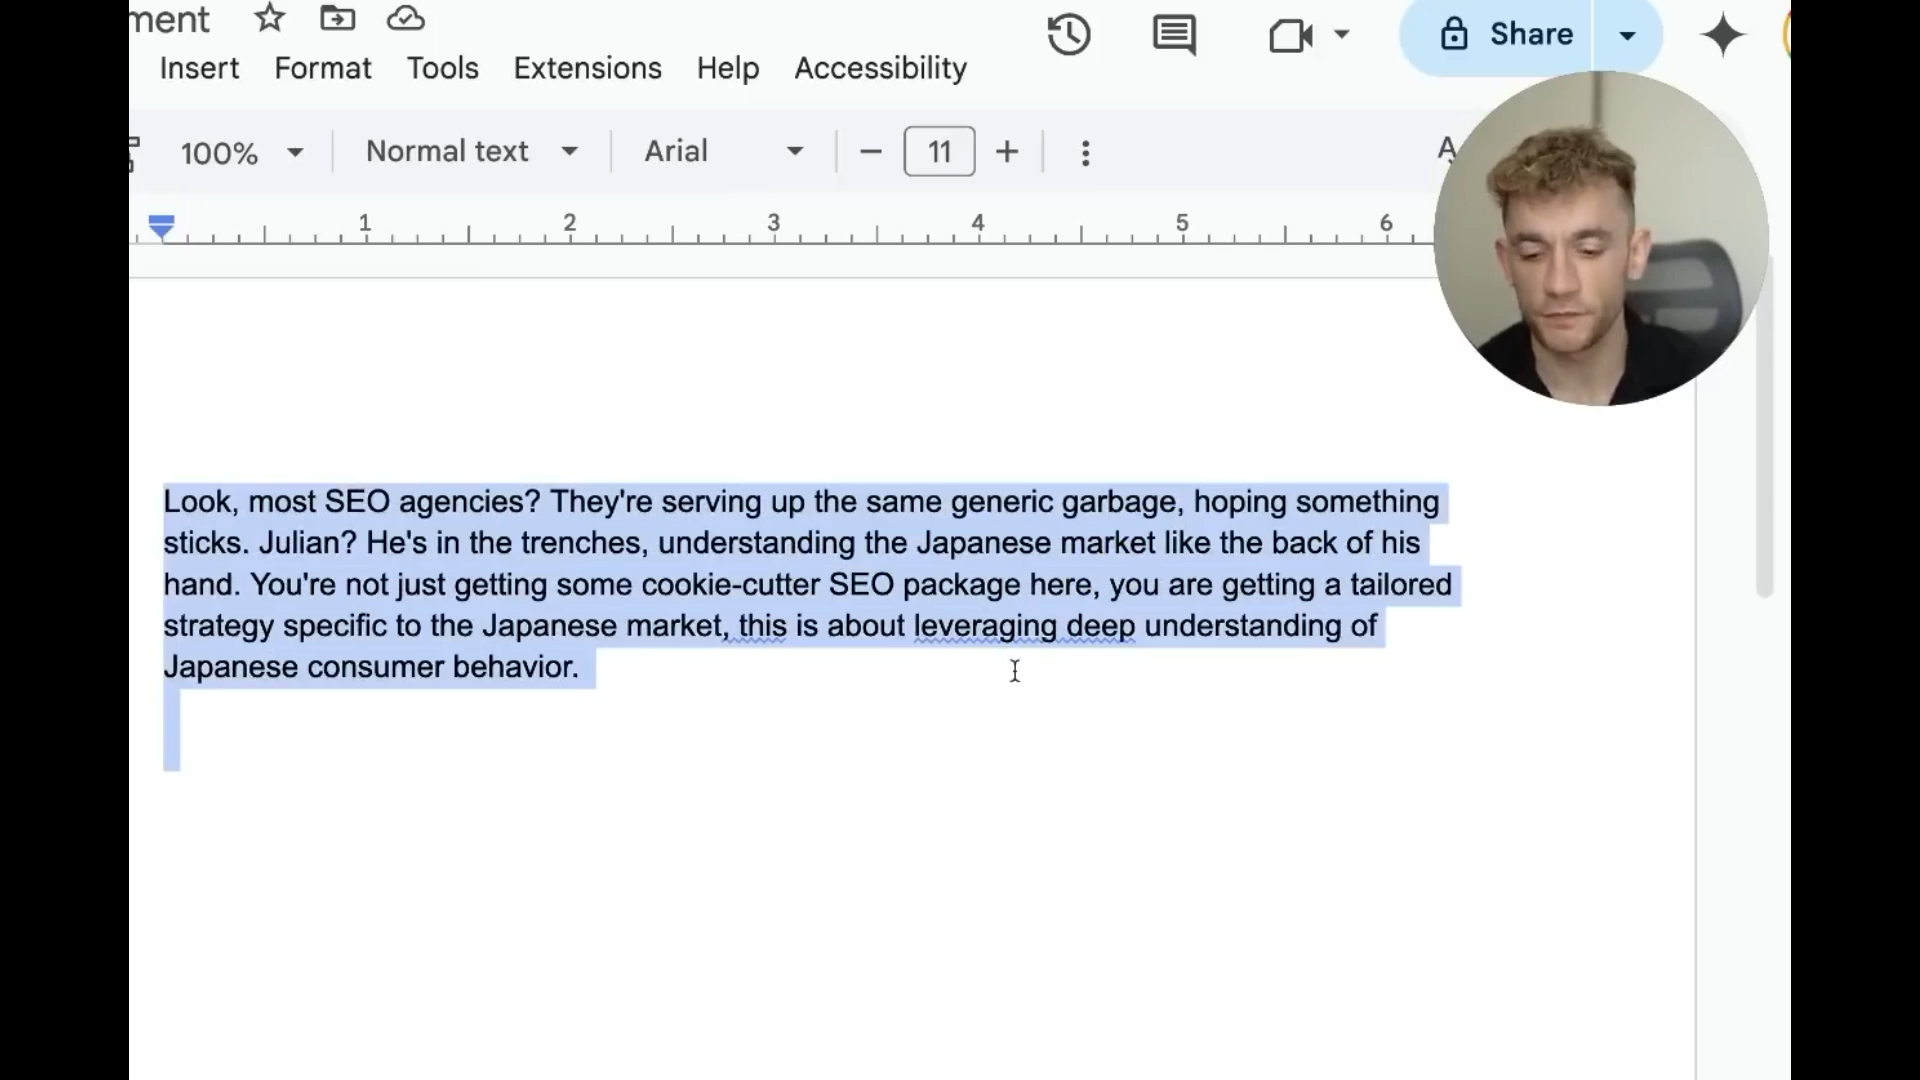 ment
Insert Format Tools Extensions Help Accessibility
Share
100% Normal text Arial 11
1 2 3 4 5 6
Look, most SEO agencies? They're serving up the same generic garbage, hoping something
sticks. Julian? He's in the trenches, understanding the Japanese market like the back of his
hand. You're not just getting some cookie-cutter SEO package here, you are getting a tailored
strategy specific to the Japanese market, this is about leveraging deep understanding of
Japanese consumer behavior.